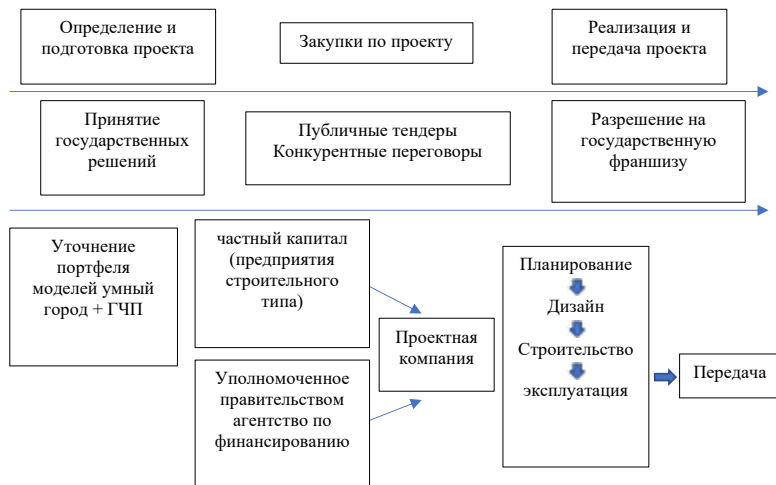 Определение и
подготовка проекта
Закупки по проекту
Реализация и
передача проекта
Принятие
государственных
решений
Публичные тендеры
Конкурентные переговоры
Разрешение на
государственную
франшизу
Уточнение
портфеля
моделей умный
город + ГЧП
частный капитал
(предприятия
строительного
типа)
Уполномоченное
правительством
агентство по
финансированию
Проектная
компания
Планирование
Дизайн
Строительство
эксплуатация
Передача